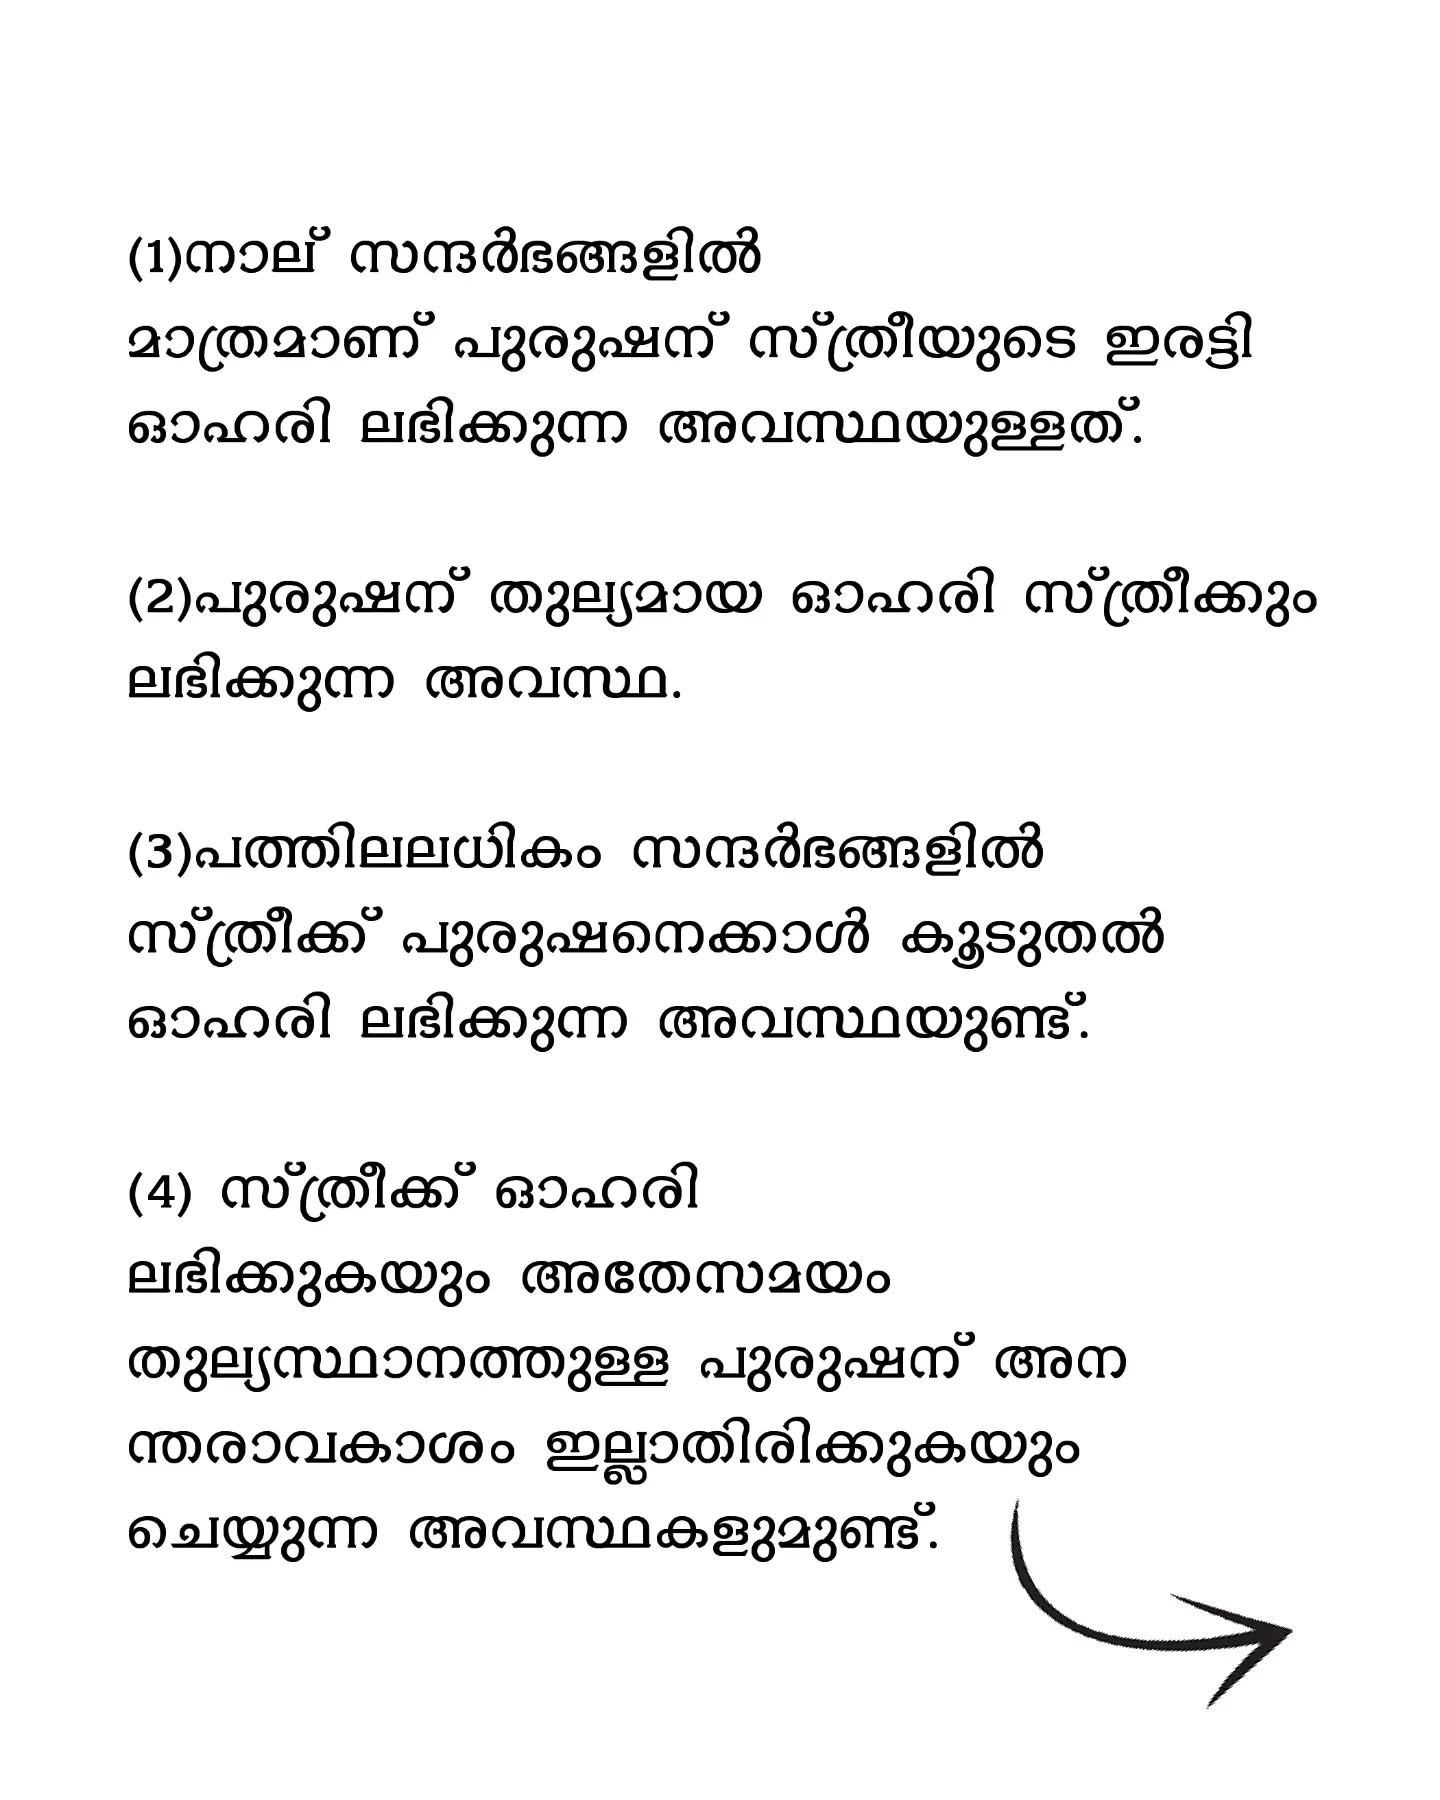 (1)നാല് സന്ദർഭങ്ങളിൽ
മാത്രമാണ് പുരുഷന് സ്ത്രീയുടെ ഇരട്ടി
ഓഹരി ലഭിക്കുന്ന അവസ്ഥയുള്ളത്.
(2)പുരുഷന് തുല്യമായ ഓഹരി സ്ത്രീക്കും
ലഭിക്കുന്ന അവസ്ഥ.
(3)പത്തിലലധികം സന്ദർഭങ്ങളിൽ
സ്ത്രീക്ക് പുരുഷനെക്കാൾ കൂടുതൽ
ഓഹരി ലഭിക്കുന്ന അവസ്ഥയുണ്ട്.
(4) സ്ത്രീക്ക് ഓഹരി
ലഭിക്കുകയും അതേസമയം
തുല്യസ്ഥാനത്തുള്ള പുരുഷന് അന
ന്തരാവകാശം ഇല്ലാതിരിക്കുകയും
ചെയ്യുന്ന അവസ്ഥകളുമുണ്ട്.